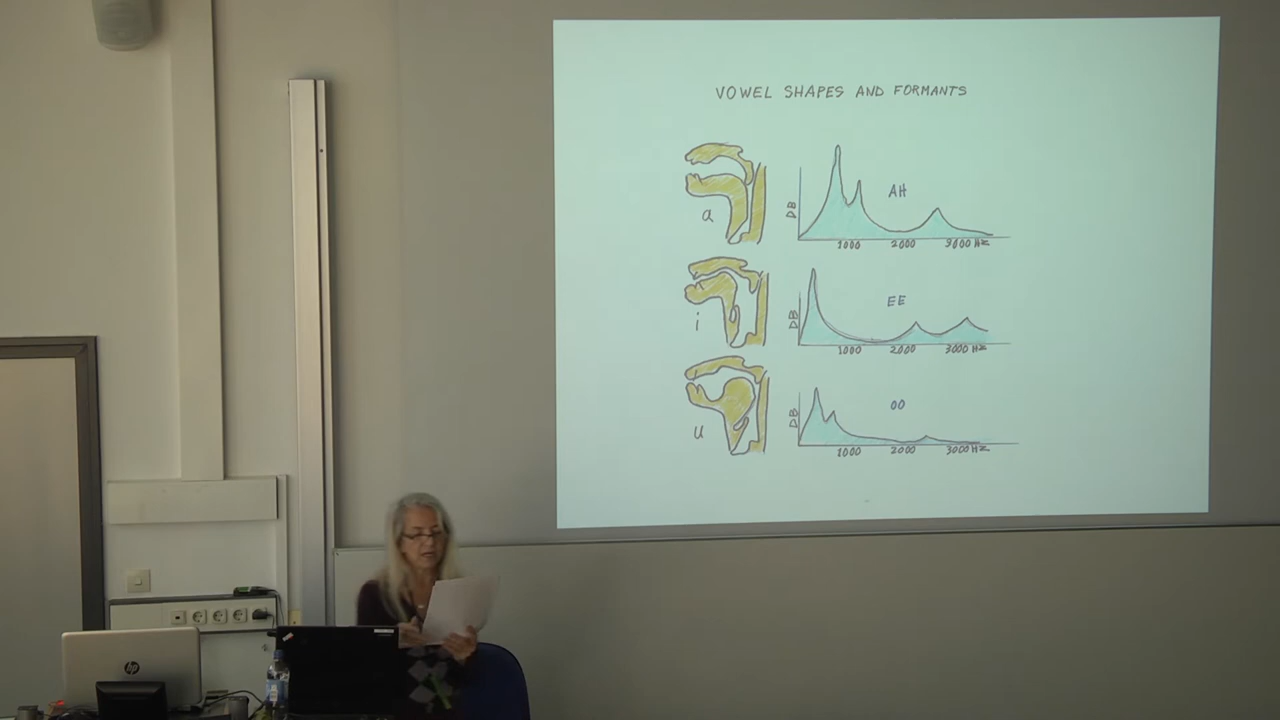 VOWEL SHAPES AND FORMANTS
a
DB
AH
1000 2000 3000 HZ
i
DB
EE
1000 2000 3000 HZ
u
DB
OO
1000 2000 3000 HZ
hp